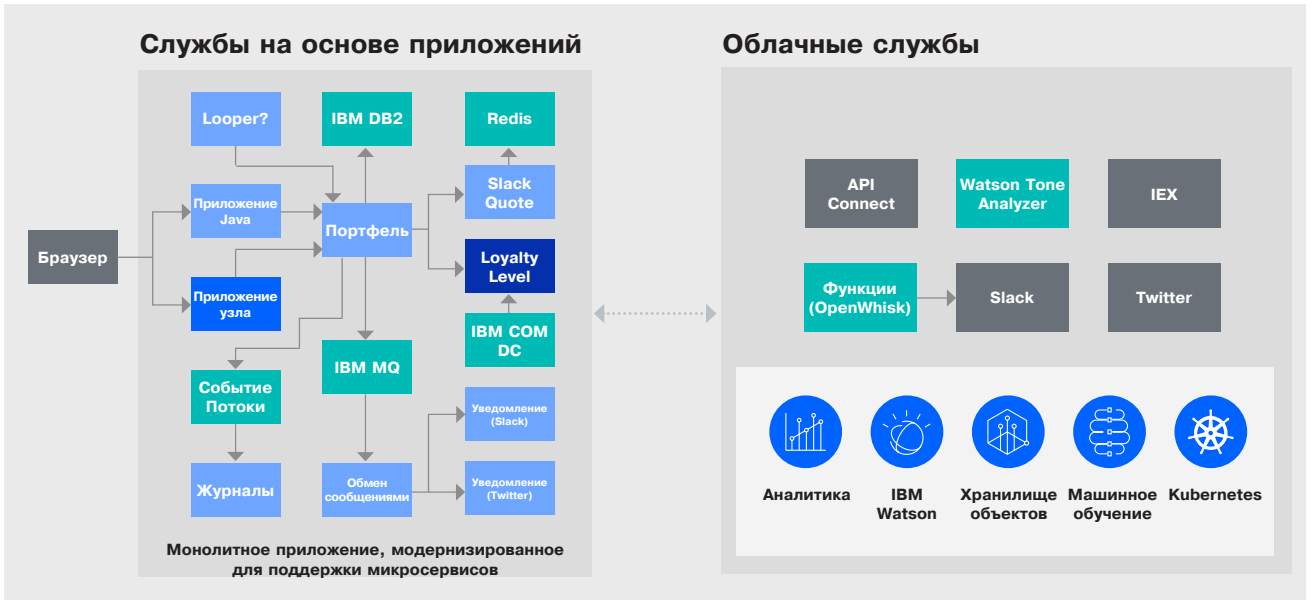 Службы на основе приложений
Облачные службы
Looper?
IBM DB2
Redis
Приложение
Java
Портфель
Slack
Quote
Браузер
Loyalty
Level
Приложение
узла
IBM COM
DC
IBM MQ
Событие
Потоки
Уведомление
(Slack)
Журналы
Обмен
сообщениями
Уведомление
(Twitter)
Монолитное приложение, модернизированное
для поддержки микросервисов
API
Connect
Watson Tone
Analyzer
IEX
Функции
(OpenWhisk)
Slack
Twitter
Аналитика
IBM
Watson
Хранилище
объектов
Машинное
обучение
Kubernetes